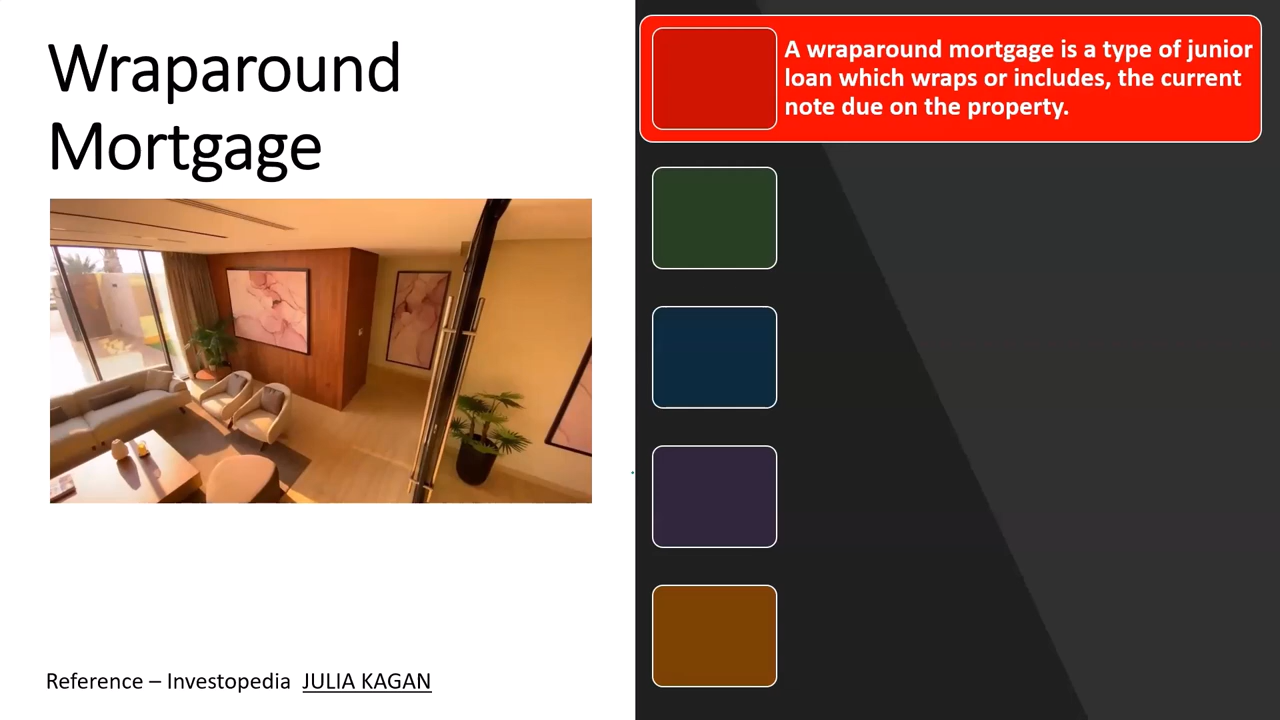 Wraparound
Mortgage
A wraparound mortgage is a type of junior
loan which wraps or includes, the current
note due on the property.
Reference – Investopedia JULIA KAGAN